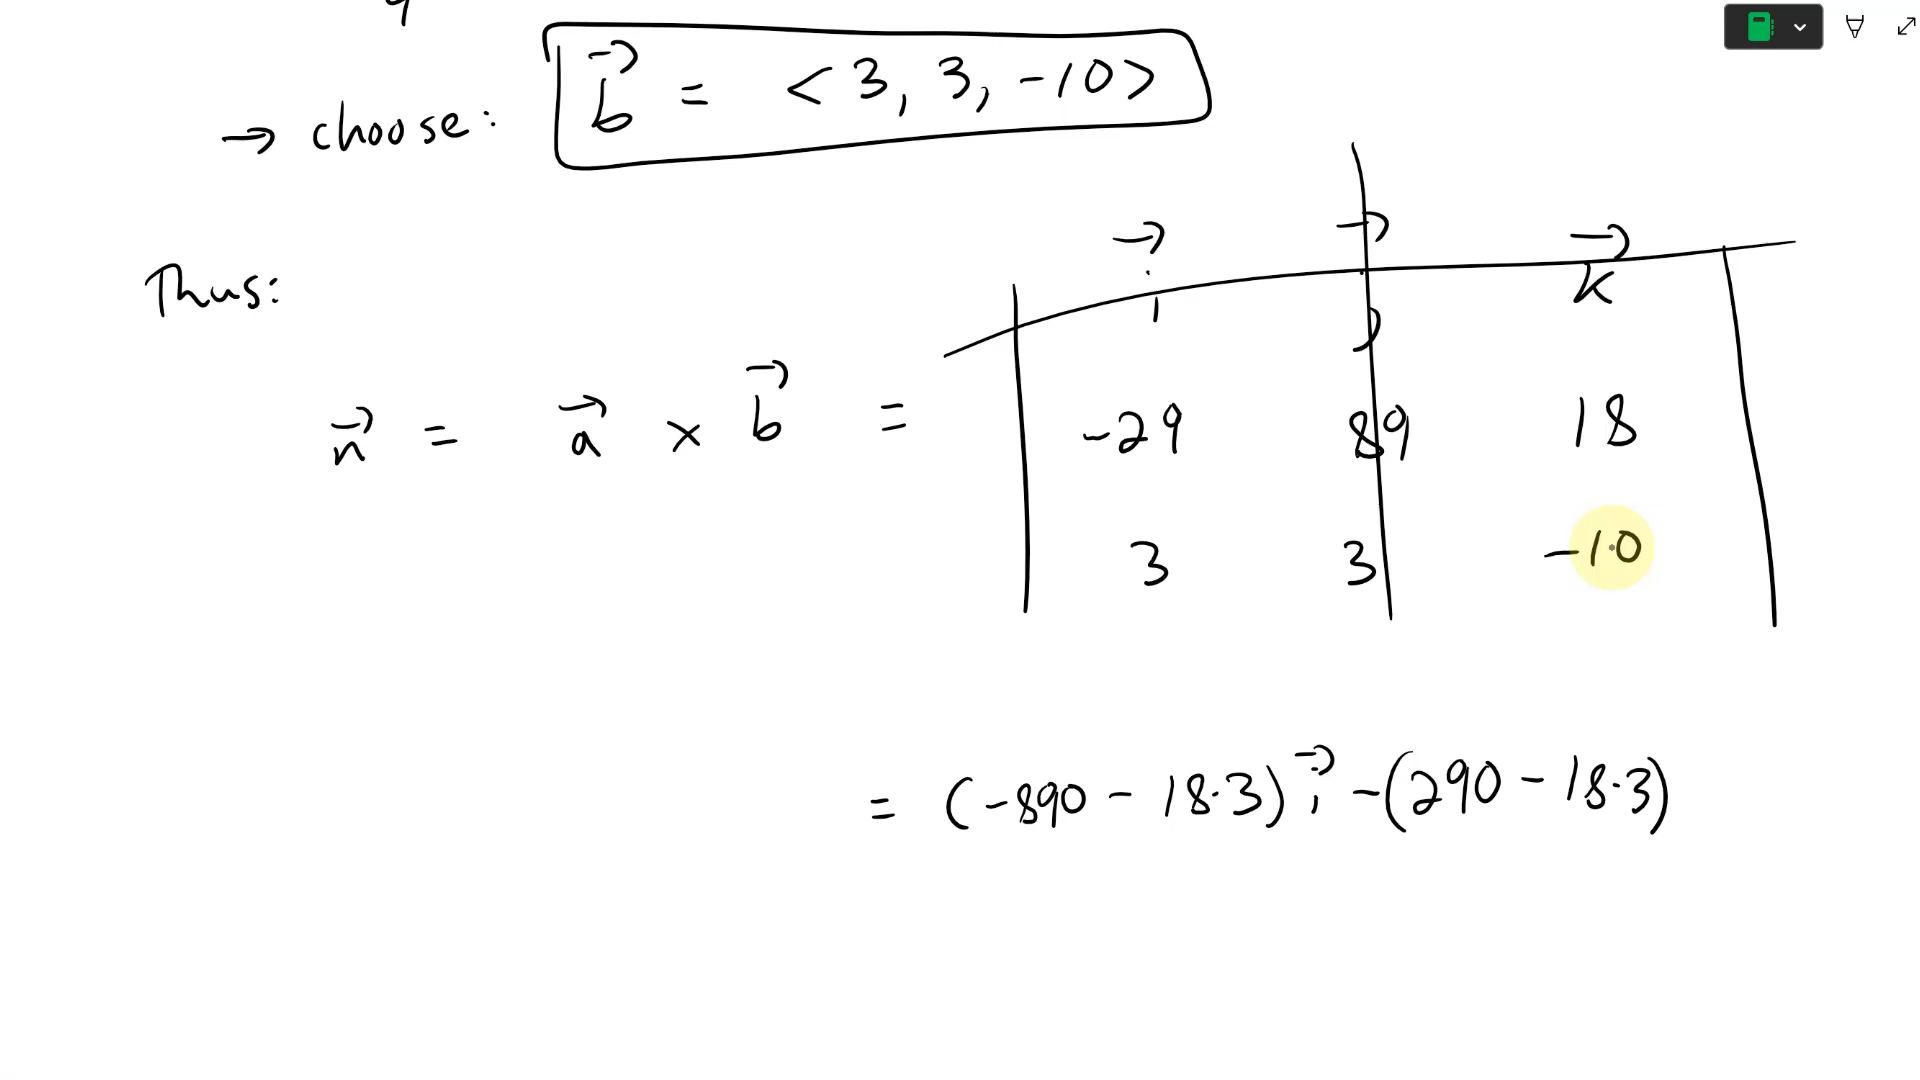 → choose: b⃗ = <3, 3, -10>
Thus:
i⃗ j⃗ k⃗
n⃗ = a⃗ × b⃗ = | -29 89 18 |
3 3 -10
= (-890 - 18·3) i⃗ -(290 - 18·3)